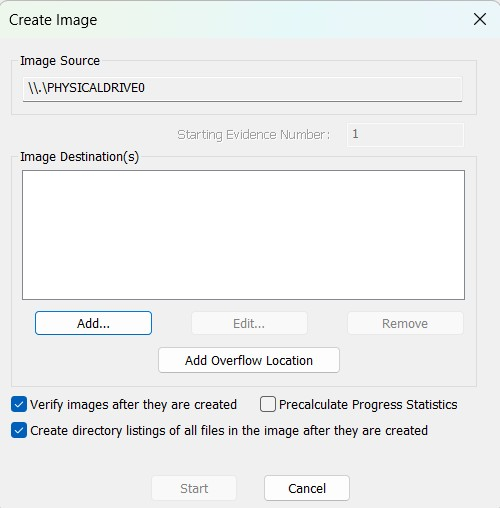 Create Image
Image Source
\\.\PHYSICALDRIVE0
Starting Evidence Number: 1
Image Destination(s)
Add... Edit... Remove
Add Overflow Location
Verify images after they are created Precalculate Progress Statistics
Create directory listings of all files in the image after they are created
Start Cancel